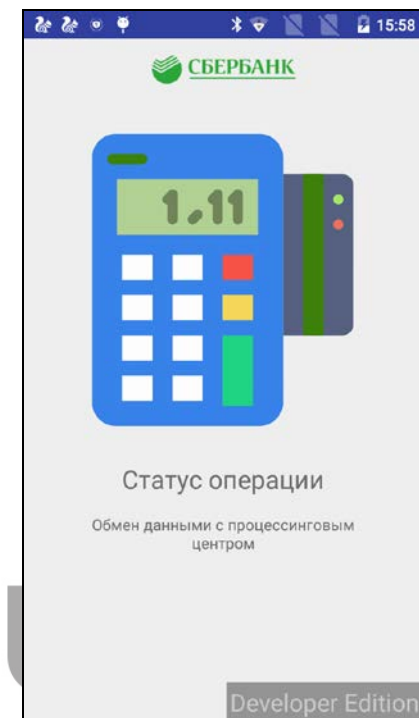 15:58
СБЕРБАНК
1,11
Статус операции
Обмен данными с процессинговым
центром
Developer Edition